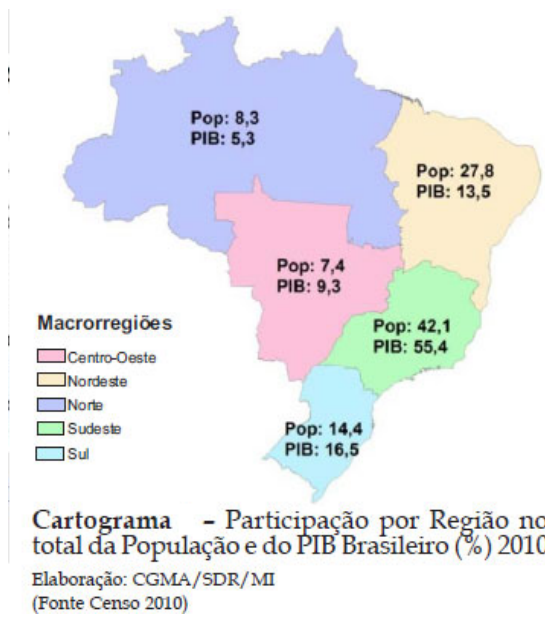 Pop: 8,3
PIB: 5,3
Pop: 27,8
PIB: 13,5
Pop: 7,4
PIB: 9,3
Pop: 42,1
PIB: 55,4
Pop: 14,4
PIB: 16,5
Macrorregiões
Centro-Oeste
Nordeste
Norte
Sudeste
Sul
Cartograma – Participação por Região no
total da População e do PIB Brasileiro (%) 2010
Elaboração: CGMA/SDR/MI
(Fonte Censo 2010)